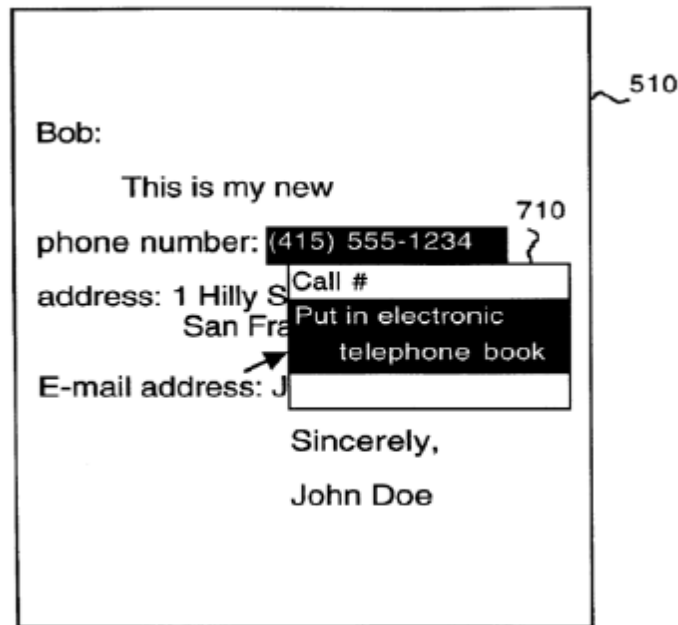 510
Bob:
This is my new
710
phone number: (415) 555-1234
Call #
address: 1 Hilly S
San Fra
Put in electronic
telephone book
E-mail address: J
Sincerely,
John Doe